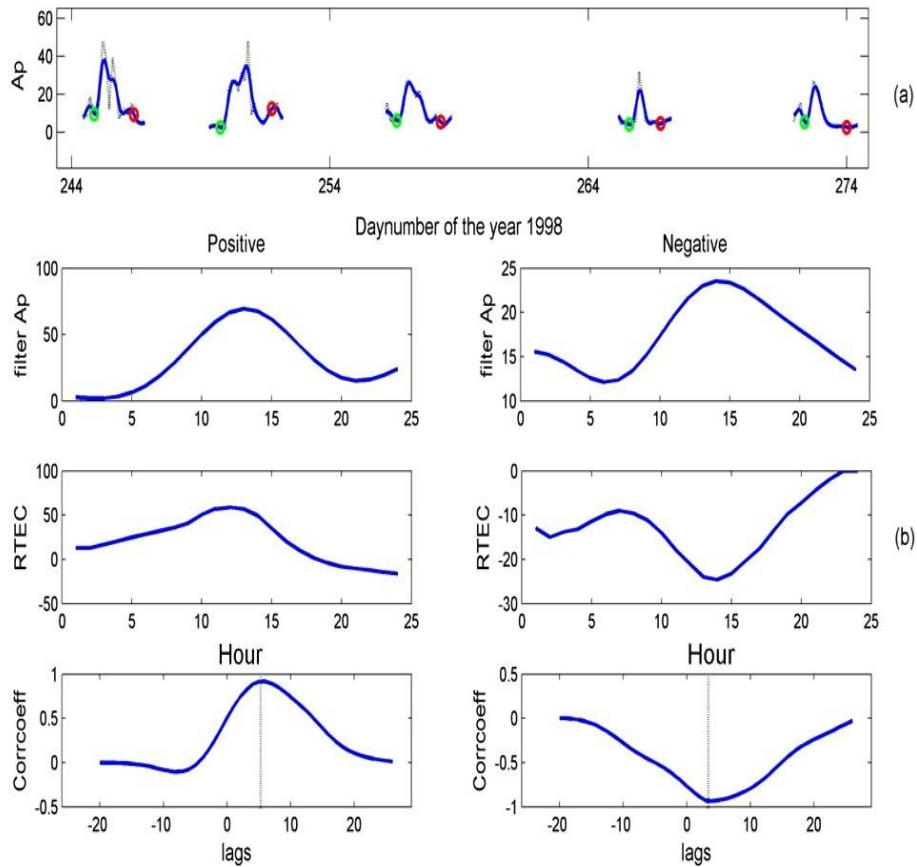 60
40
20
0
Ap
(a)
244 254 264 274
Daynumber of the year 1998
Positive Negative
100
50
0
filter Ap
0 5 10 15 20 25
25
20
15
10
filter Ap
0 5 10 15 20 25
100
50
0
-50
RTEC
0 5 10 15 20 25
0
-10
-20
-30
RTEC
0 5 10 15 20 25
(b)
Hour Hour
1
0.5
0
-0.5
Corrcoeff
-20 -10 0 10 20
lags
0.5
0
-0.5
-1
Corrcoeff
-20 -10 0 10 20
lags